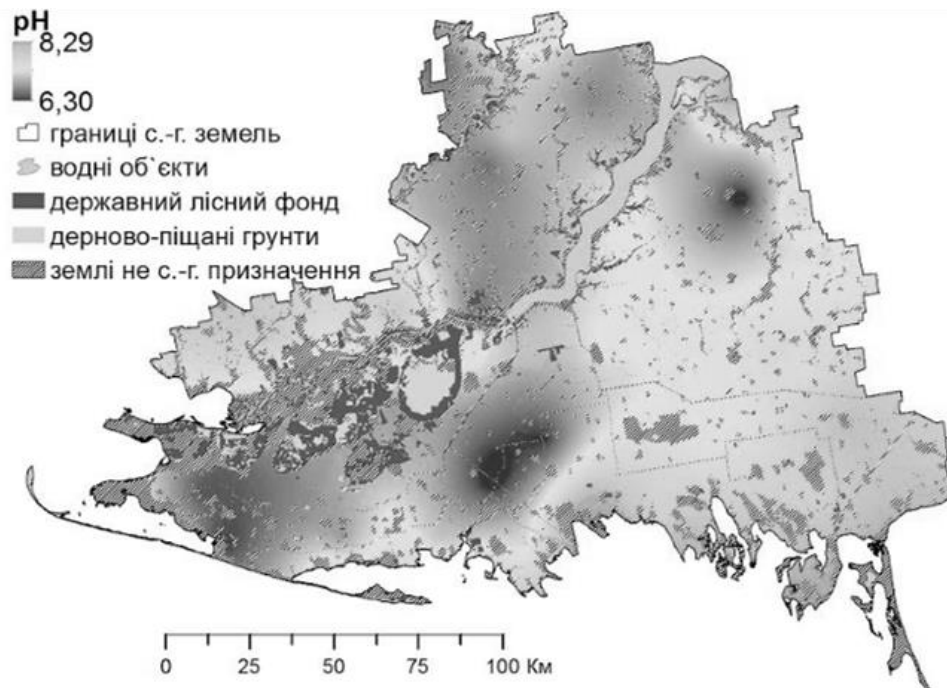 pH
8,29
6,30
границі с.-г. земель
водні об`єкти
державний лісний фонд
дерново-піщані грунти
землі не с.-г. призначення
0 25 50 75 100 Км